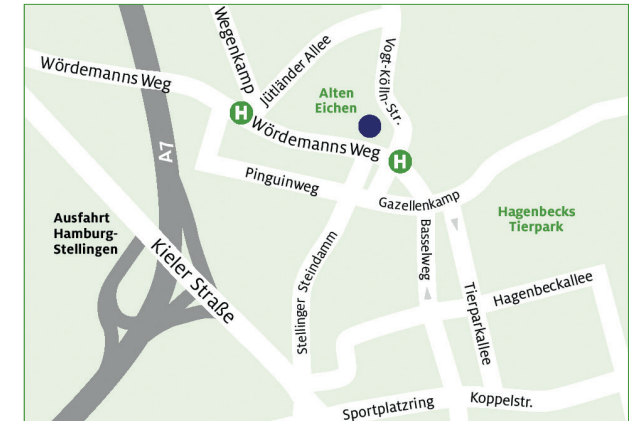 Wegenkamp
Jütländer Allee
Vogt-Kölln-Str.
Wördemanns Weg
Alten
Eichen
H
Wördemanns Weg
H
A7
Pinguinweg
Gazellenkamp
Ausfahrt
Hamburg-
Stellingen
Hagenbecks
Tierpark
Kieler Straße
Basselweg
Stellinger Steindamm
Tierparkallee
Hagenbeckallee
Sportplatzring
Koppelstr.